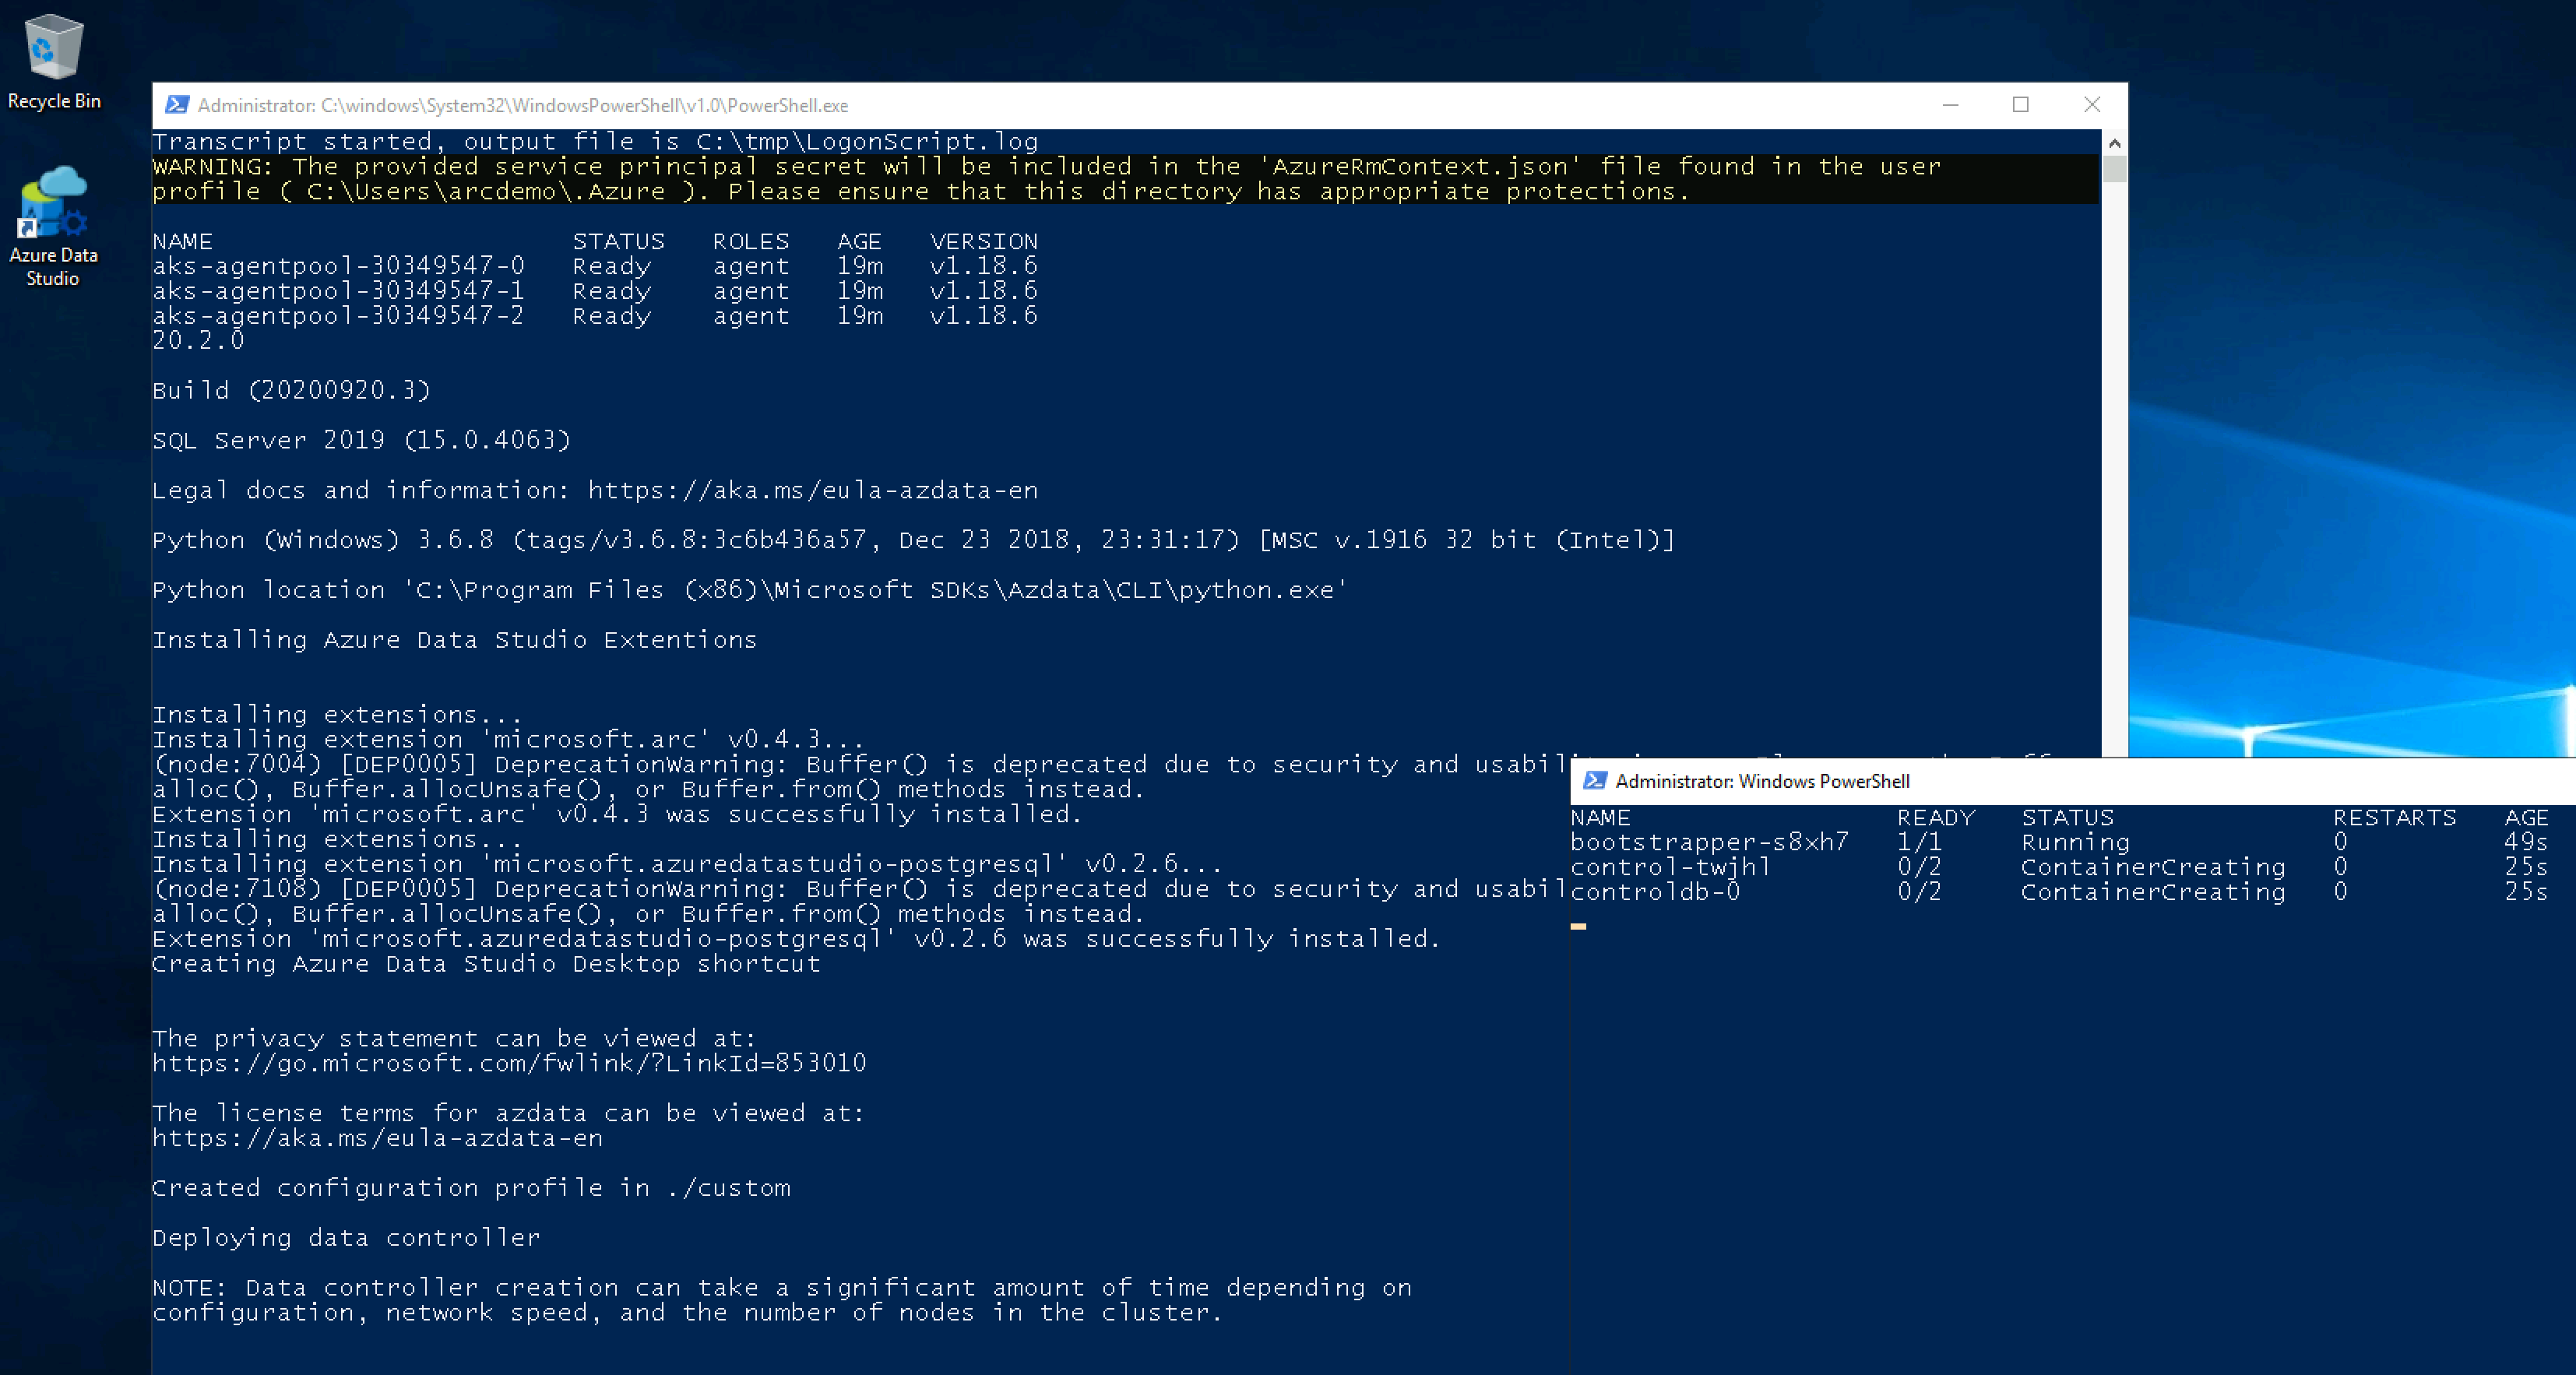 Recycle Bin
Azure Data
Studio
Administrator: C:\windows\System32\WindowsPowerShell\v1.0\PowerShell.exe
Transcript started, output file is C:\tmp\LogonScript.log
WARNING: The provided service principal secret will be included in the 'AzureRmContext.json' file found in the user
profile ( C:\Users\arcdemo\.Azure ). Please ensure that this directory has appropriate protections.
NAME STATUS ROLES AGE VERSION
aks-agentpool-30349547-0 Ready agent 19m v1.18.6
aks-agentpool-30349547-1 Ready agent 19m v1.18.6
aks-agentpool-30349547-2 Ready agent 19m v1.18.6
20.2.0
Build (20200920.3)
SQL Server 2019 (15.0.4063)
Legal docs and information: https://aka.ms/eula-azdata-en
Python (Windows) 3.6.8 (tags/v3.6.8:3c6b436a57, Dec 23 2018, 23:31:17) [MSC v.1916 32 bit (Intel)]
Python location 'C:\Program Files (x86)\Microsoft SDKs\Azdata\CLI\python.exe'
Installing Azure Data Studio Extentions
Installing extensions...
Installing extension 'microsoft.arc' v0.4.3...
(node:7004) [DEP0005] DeprecationWarning: Buffer() is deprecated due to security and usabil
alloc(), Buffer.allocUnsafe(), or Buffer.from() methods instead.
Extension 'microsoft.arc' v0.4.3 was successfully installed.
Installing extensions...
Installing extension 'microsoft.azuredatastudio-postgresql' v0.2.6...
(node:7108) [DEP0005] DeprecationWarning: Buffer() is deprecated due to security and usabil
alloc(), Buffer.allocUnsafe(), or Buffer.from() methods instead.
Extension 'microsoft.azuredatastudio-postgresql' v0.2.6 was successfully installed.
Creating Azure Data Studio Desktop shortcut
The privacy statement can be viewed at:
https://go.microsoft.com/fwlink/?LinkId=853010
The license terms for azdata can be viewed at:
https://aka.ms/eula-azdata-en
Created configuration profile in ./custom
Deploying data controller
NOTE: Data controller creation can take a significant amount of time depending on
configuration, network speed, and the number of nodes in the cluster.
Administrator: Windows PowerShell
NAME READY STATUS RESTARTS AGE
bootstrapper-s8xh7 1/1 Running 0 49s
control-twjhl 0/2 ContainerCreating 0 25s
controldb-0 0/2 ContainerCreating 0 25s